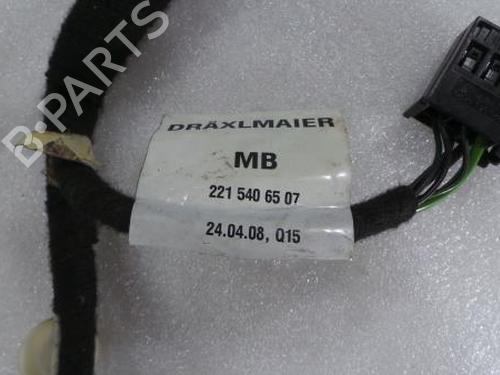 DRÄXLMAIER
MB
221 540 65 07
24.04.08, Q15
B-PARTS